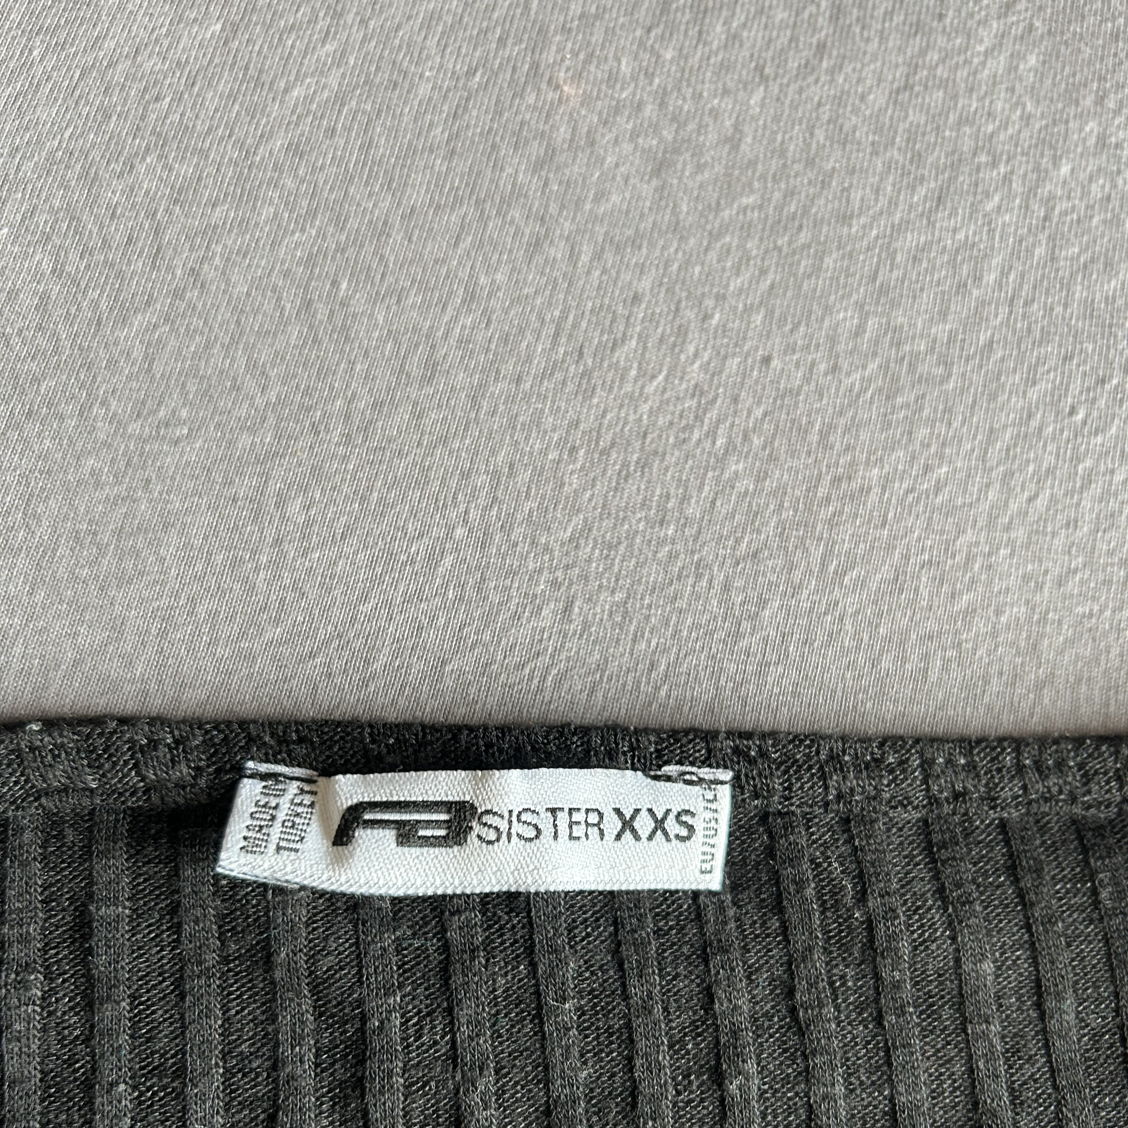 MADE IN
TURKEY
FB SISTER XXS